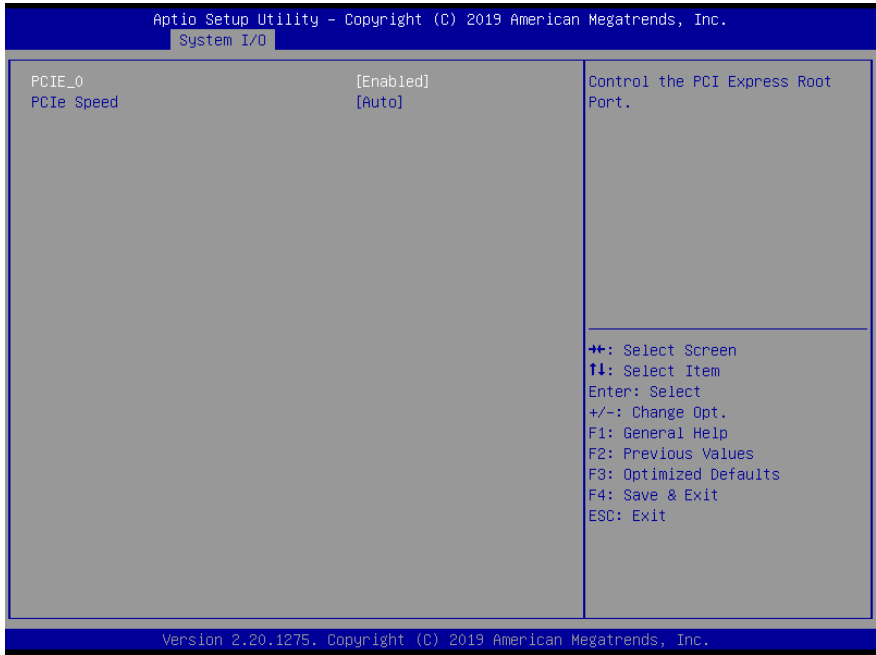 Aptio Setup Utility – Copyright (C) 2019 American Megatrends, Inc.
System I/O
PCIE_0 [Enabled]
PCIe Speed [Auto]
Control the PCI Express Root
Port.
→←: Select Screen
↑↓: Select Item
Enter: Select
+/-: Change Opt.
F1: General Help
F2: Previous Values
F3: Optimized Defaults
F4: Save & Exit
ESC: Exit
Version 2.20.1275. Copyright (C) 2019 American Megatrends, Inc.